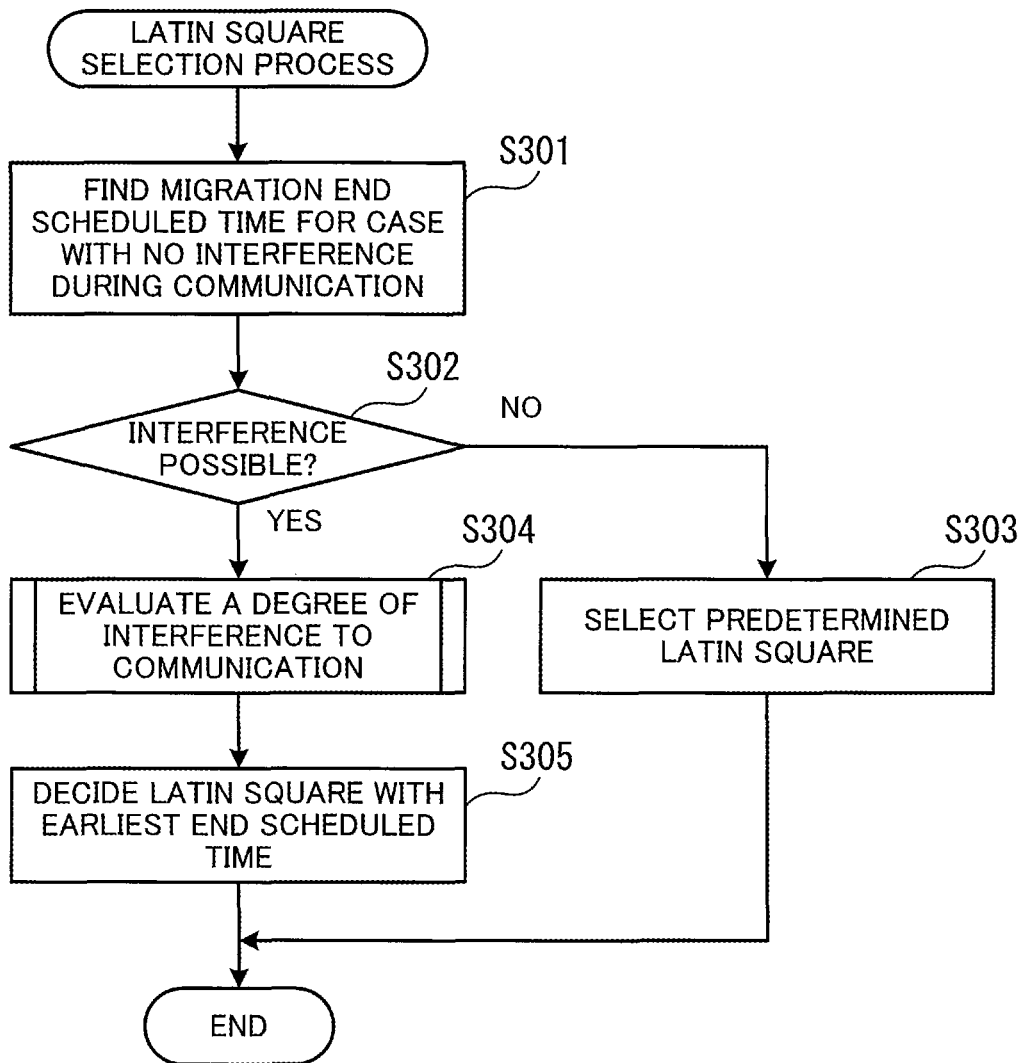 LATIN SQUARE
SELECTION PROCESS
S301
FIND MIGRATION END
SCHEDULED TIME FOR CASE
WITH NO INTERFERENCE
DURING COMMUNICATION
S302
INTERFERENCE
POSSIBLE?
NO
YES
S304
EVALUATE A DEGREE OF
INTERFERENCE TO
COMMUNICATION
S303
SELECT PREDETERMINED
LATIN SQUARE
S305
DECIDE LATIN SQUARE WITH
EARLIEST END SCHEDULED
TIME
END